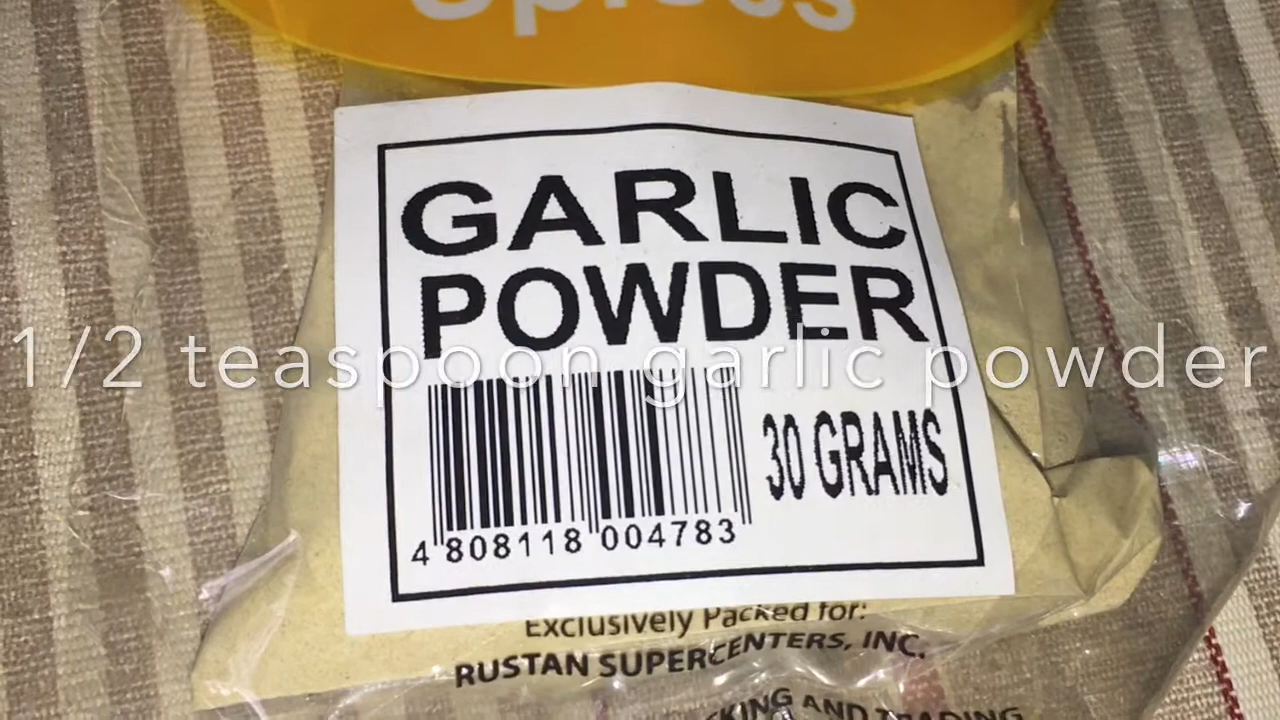 Spices
GARLIC
POWDER
1/2 teaspoon garlic powder
30 GRAMS
4 808118 004783
Exclusively Packed for:
RUSTAN SUPERCENTERS, INC.
AND TRADING